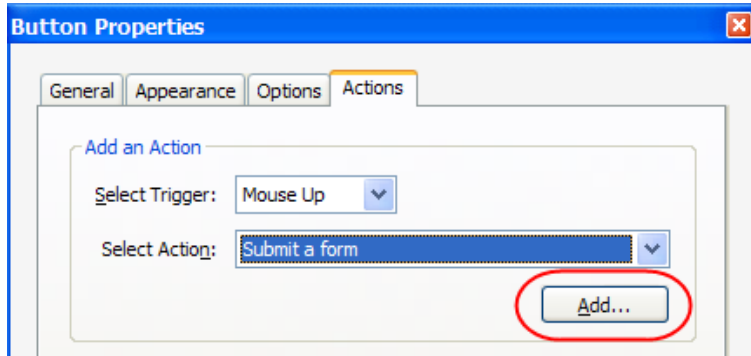 Button Properties
General Appearance Options Actions
Add an Action
Select Trigger: Mouse Up
Select Action: Submit a form
Add...